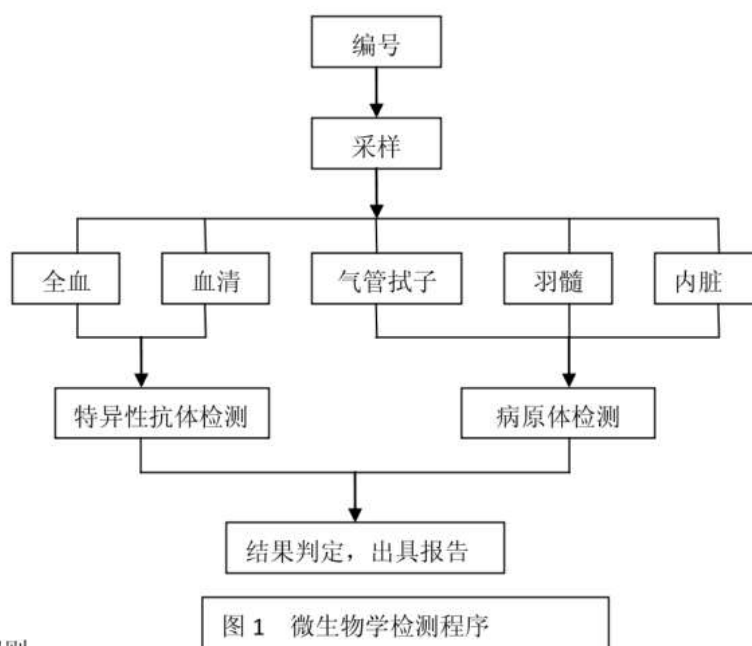 编号
采样
全血
血清
气管拭子
羽髓
内脏
特异性抗体检测
病原体检测
结果判定，出具报告
图 1 微生物学检测程序